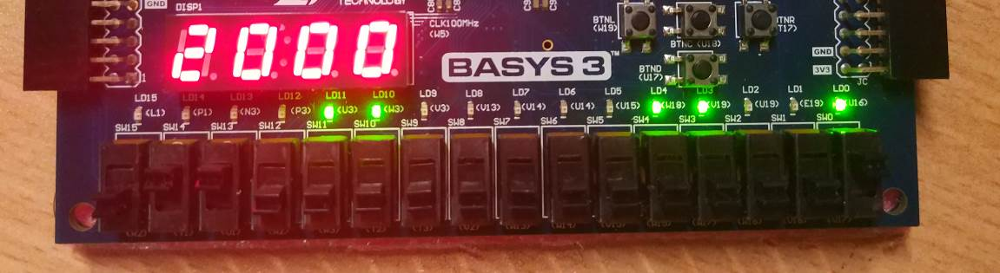 GND
DISP1
TECHNOLOGY
CLK100MHz
(W5)
BTNL
(W19)
BTNC (U18)
TNR
T17)
2000
BASYS 3™
BTND
(U17)
GND
3V3
JC
1
LD15 LD14 LD13 LD12 LD11 LD10 LD9 LD8 LD7 LD6 LD5 LD4 LD3 LD2 LD1 LD0
(L1) (P1) (N3) (P3) (U3) (W3) (V3) (V13) (V14) (U14) (U15) (W18) (V19) (U19) (E19) (U16)
SW15 SW14 SW13 SW12 SW11 SW10 SW9 SW8 SW7 SW6 SW5 SW4 SW3 SW2 SW1 SW0